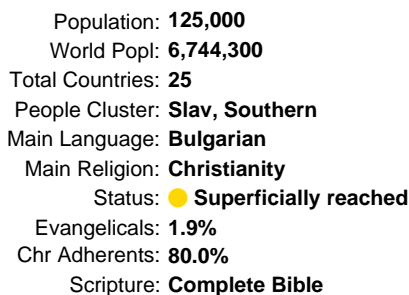 Population: 125,000
World Popl: 6,744,300
Total Countries: 25
People Cluster: Slav, Southern
Main Language: Bulgarian
Main Religion: Christianity
Status: Superficially reached
Evangelicals: 1.9%
Chr Adherents: 80.0%
Scripture: Complete Bible